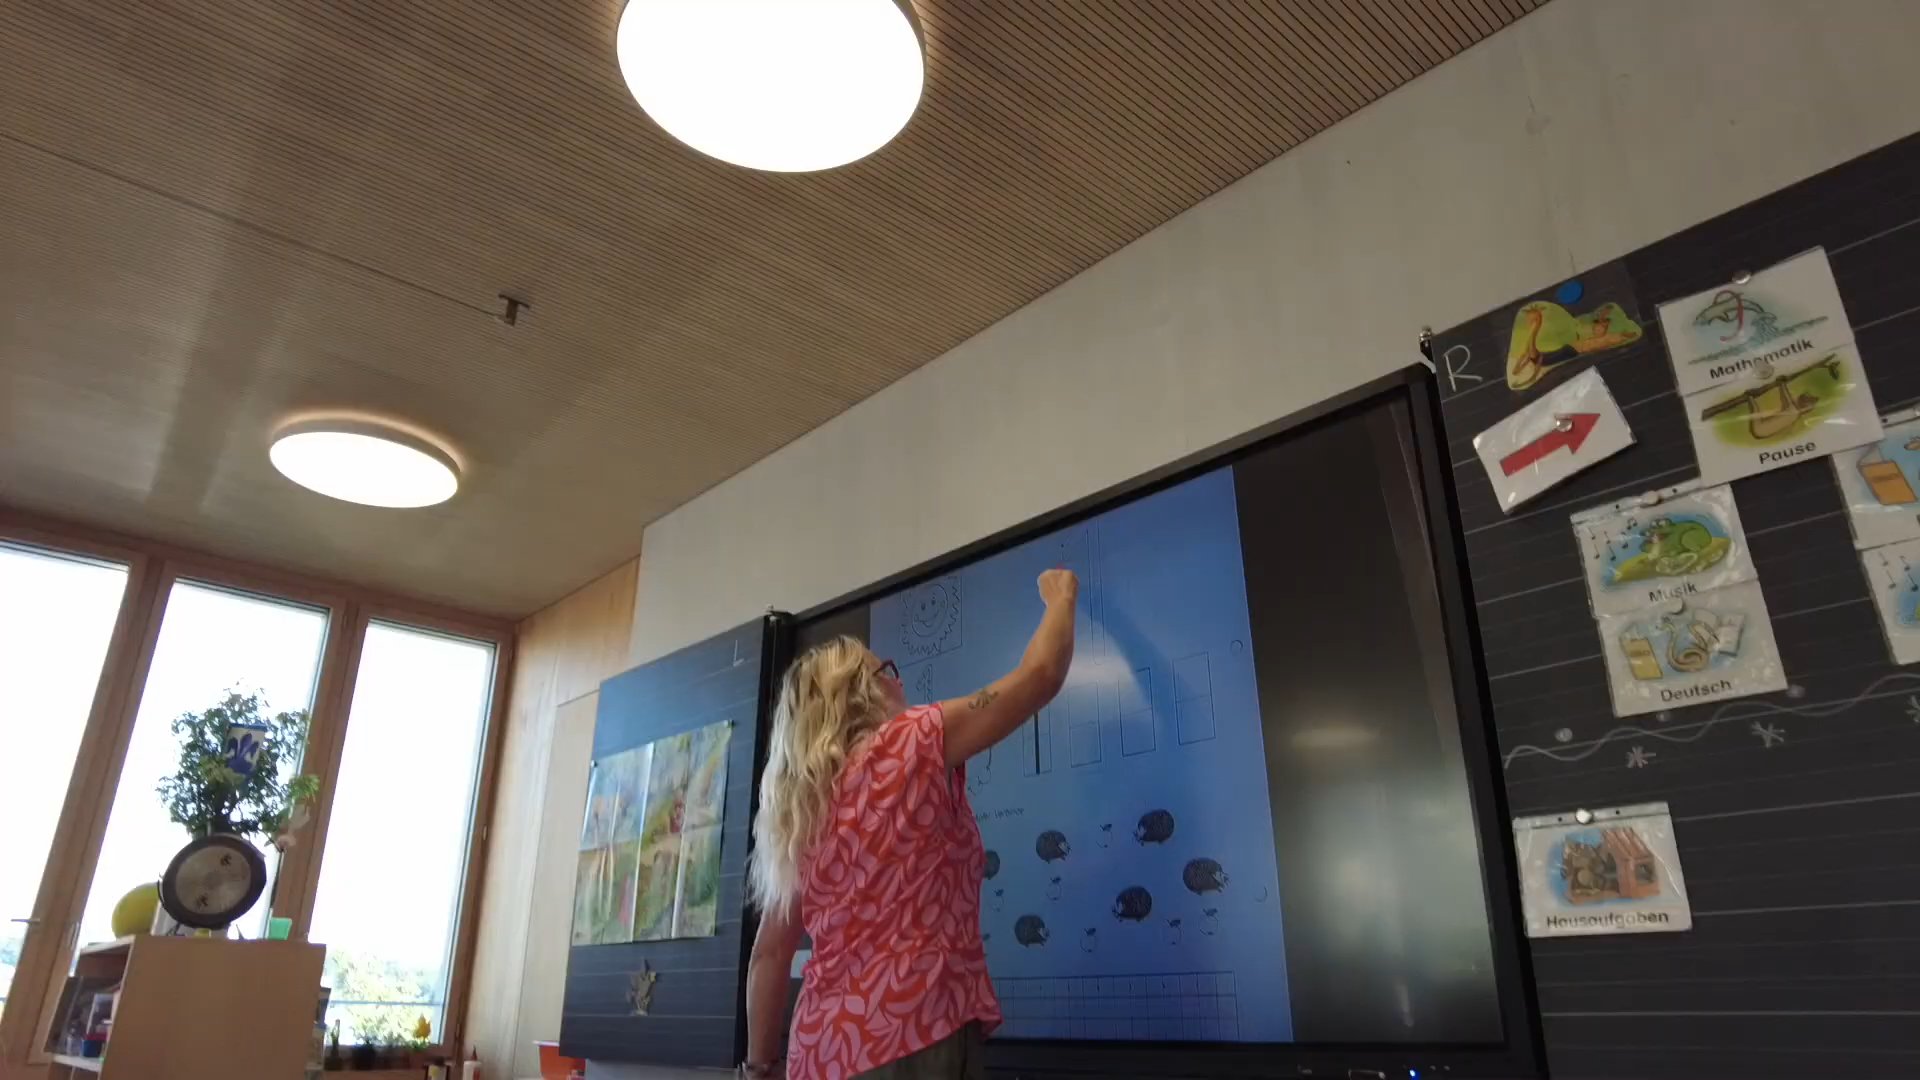 L
R
Mathematik
Pause
Musik
Deutsch
Hausaufgaben